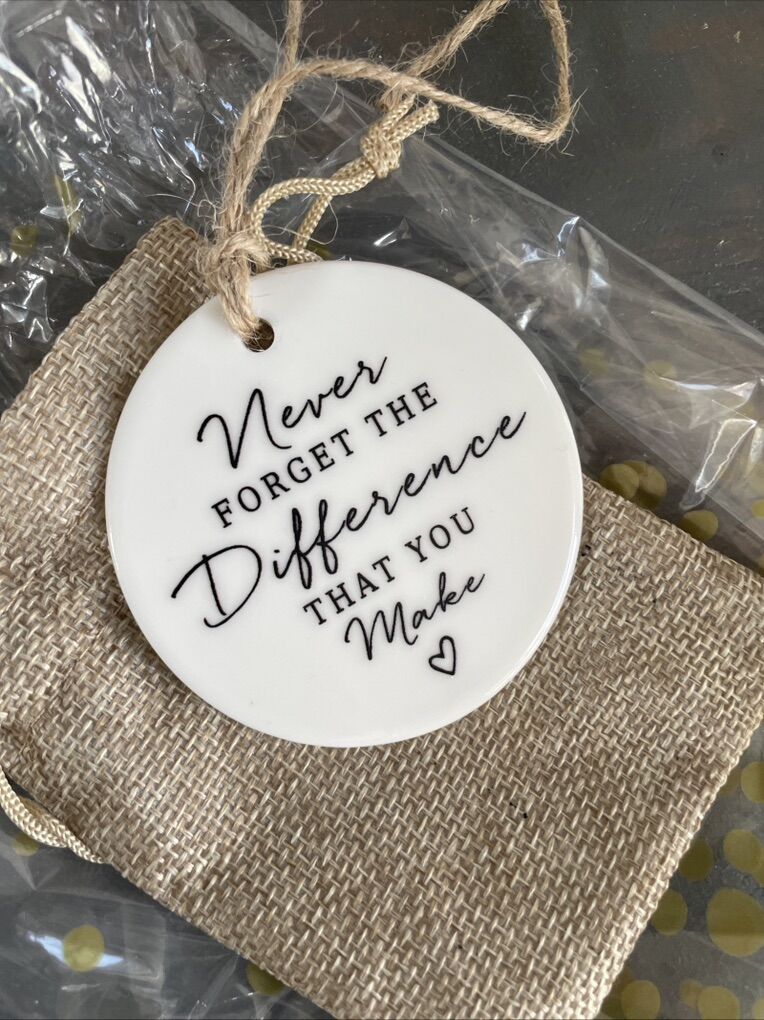 Never
FORGET THE
Difference
THAT YOU
Make